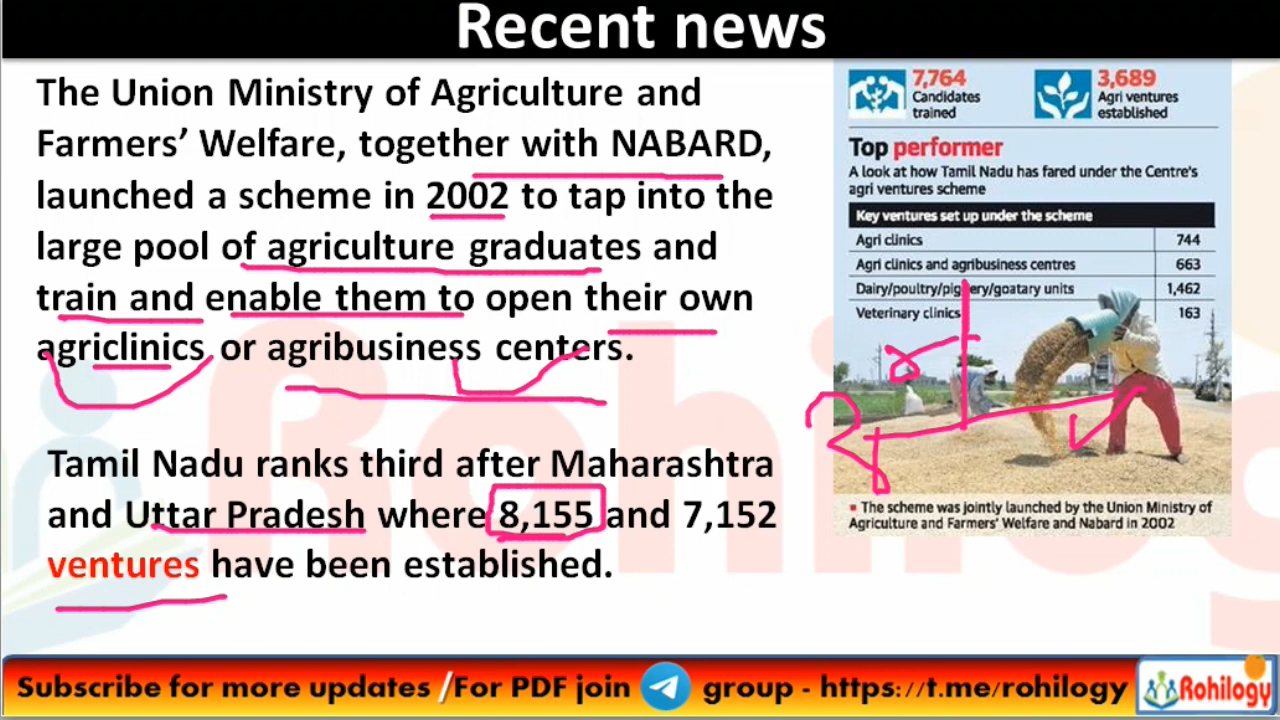 Recent news
The Union Ministry of Agriculture and
Farmers’ Welfare, together with NABARD,
launched a scheme in 2002 to tap into the
large pool of agriculture graduates and
train and enable them to open their own
agriclinics or agribusiness centers.
Tamil Nadu ranks third after Maharashtra
and Uttar Pradesh where 8,155 and 7,152
ventures have been established.
7,764
Candidates
trained
3,689
Agri ventures
established
Top performer
A look at how Tamil Nadu has fared under the Centre's
agri ventures scheme
Key ventures set up under the scheme
Agri clinics 744
Agri clinics and agribusiness centres 663
Dairy/poultry/piggery/goatary units 1,462
Veterinary clinics 163
▪ The scheme was jointly launched by the Union Ministry of
Agriculture and Farmers' Welfare and Nabard in 2002
Subscribe for more updates /For PDF join group - https://t.me/rohilogy
Rohilogy